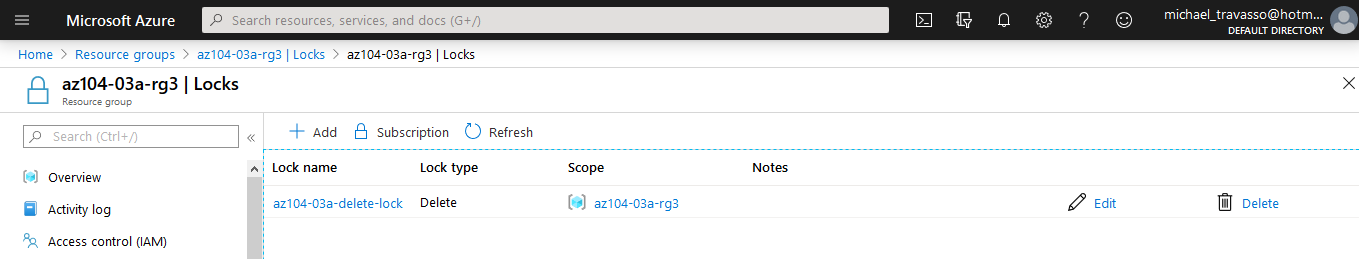 Microsoft Azure
Search resources, services, and docs (G+/)
michael_travasso@hotm...
DEFAULT DIRECTORY
Home > Resource groups > az104-03a-rg3 | Locks > az104-03a-rg3 | Locks
az104-03a-rg3 | Locks
Resource group
Search (Ctrl+/)
Add Subscription Refresh
Lock name Lock type Scope Notes
az104-03a-delete-lock Delete az104-03a-rg3 Edit Delete
Overview
Activity log
Access control (IAM)